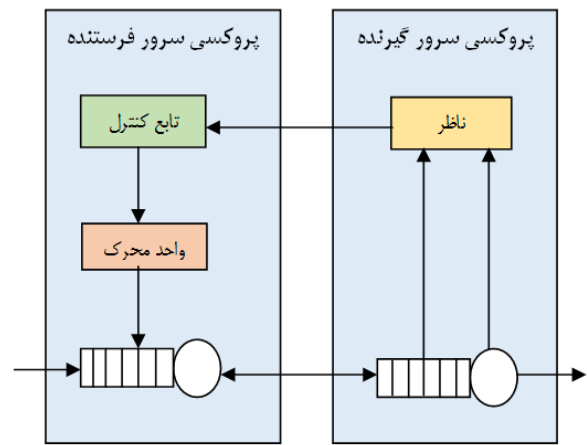 پروکسی سرور گیرنده
پروکسی سرور فرستنده
ناظر
تابع کنترل
واحد محرک